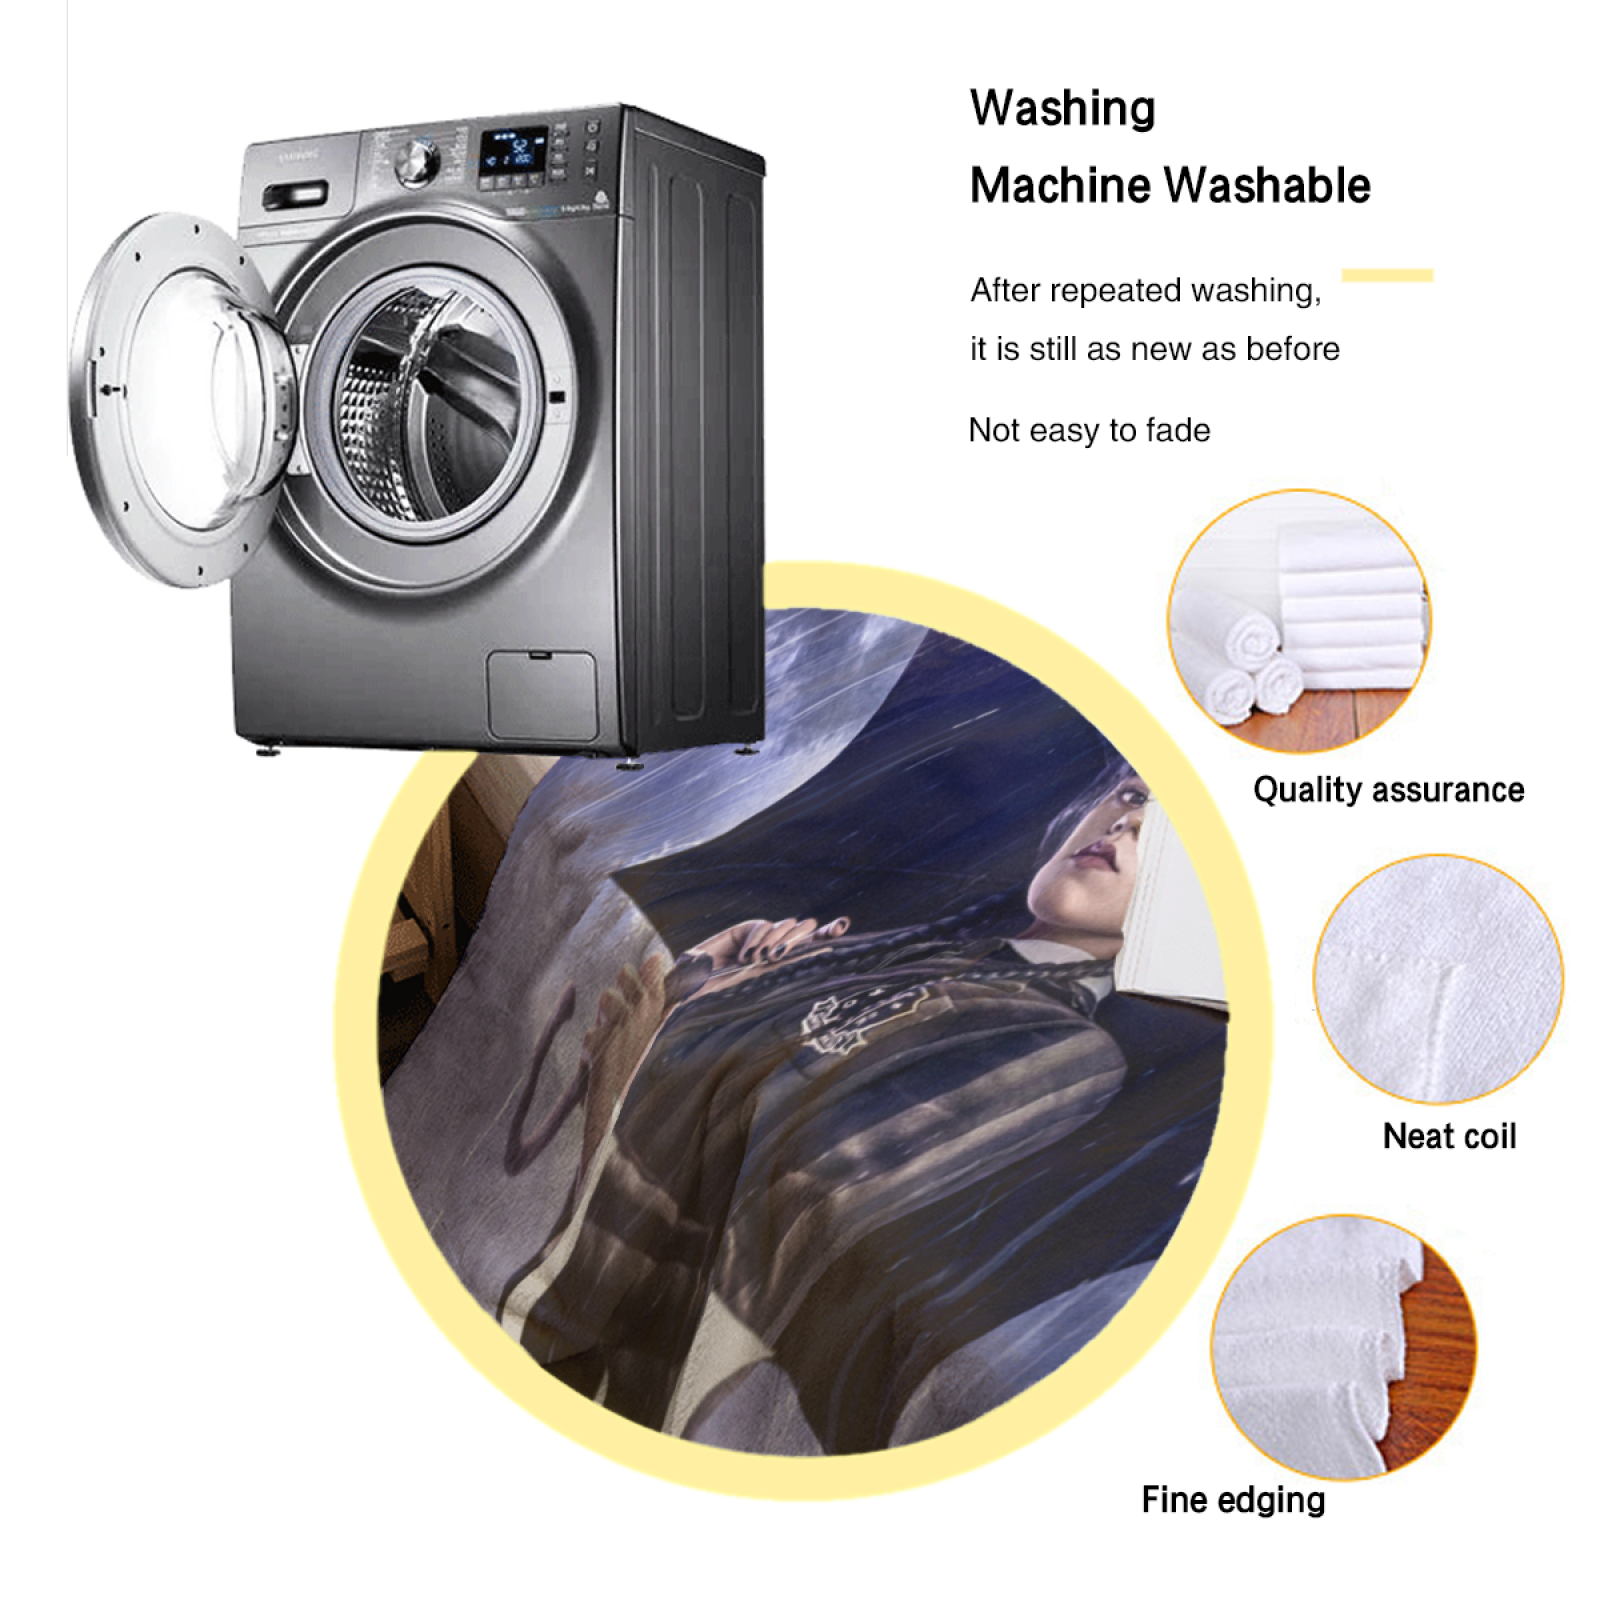 Washing
Machine Washable
After repeated washing,
it is still as new as before
Not easy to fade
Quality assurance
Neat coil
Fine edging